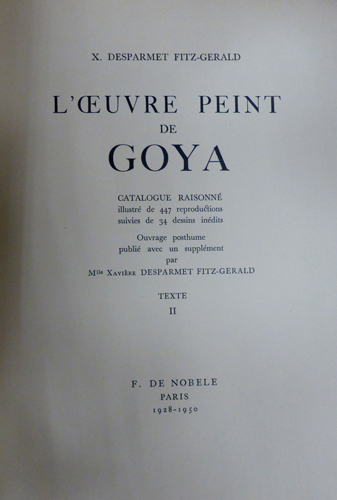 X. DESPARMET FITZ-GERALD
L'ŒUVRE PEINT
DE
GOYA
CATALOGUE RAISONNÉ
illustré de 447 reproductions
suivies de 34 dessins inédits
Ouvrage posthume
publié avec un supplément
par
Mlle XAVIÈRE DESPARMET FITZ-GERALD
TEXTE
II
F. DE NOBELE
PARIS
1928-1950